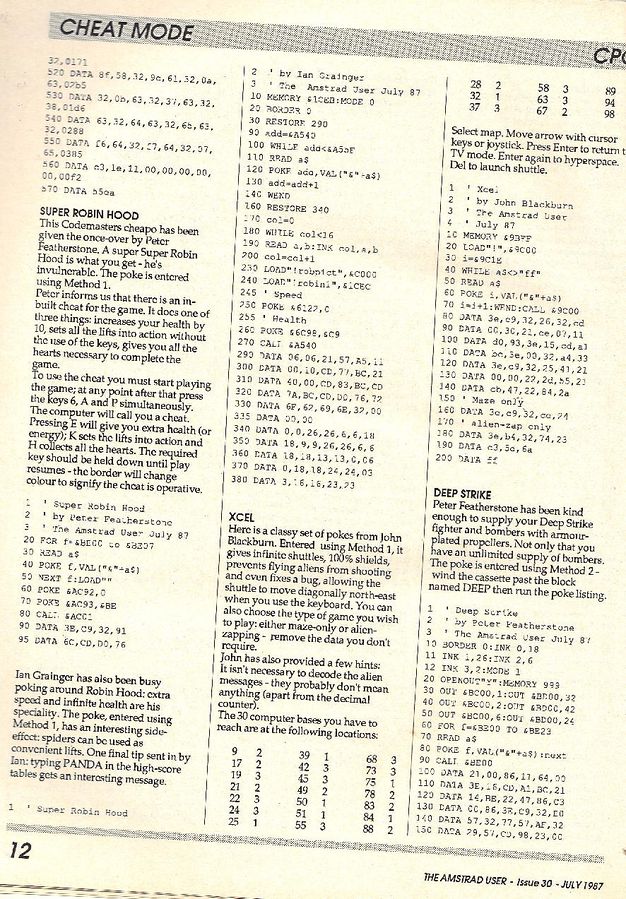 CHEAT MODE
CPC
32,0171
520 DATA 8f,58,32,9c,61,32,0a,
63,02b5
530 DATA 32,0b,63,32,37,63,32,
38,01d6
540 DATA 63,32,64,63,32,65,63,
32,0288
550 DATA f6,64,32,f7,64,32,97,
65,0385
560 DATA c3,1e,11,00,00,00,00,
00,00f2
570 DATA b5ca
SUPER ROBIN HOOD
This Codemasters cheapo has been
given the once-over by Peter
Featherstone. A super Super Robin
Hood is what you get - he's
invulnerable. The poke is entered
using Method 1.
Peter informs us that there is an in-
built cheat for the game. It does one of
three things: increases your health by
10, sets all the lifts into action without
the use of the keys, gives you all the
hearts necessary to complete the
game.
To use the cheat you must start playing
the game; at any point after that press
the keys 6, A and P simultaneously.
The computer will call you a cheat.
Pressing E will give you extra health (or
energy); K sets the lifts into action and
H collects all the hearts. The required
key should be held down until play
resumes - the border will change
colour to signify the cheat is operative.
1 ' Super Robin Hood
2 ' by Peter Featherstone
3 ' The Amstrad User July 87
20 FOR f=&BE00 to &BE07
30 READ a$
40 POKE f,VAL("&"+a$)
50 NEXT f:LOAD""
60 POKE &AC92,0
70 POKE &AC93,&BE
80 CALL &AC01
90 DATA 3E,C9,32,91
95 DATA 6C,CD,D0,76
Ian Grainger has also been busy
poking around Robin Hood: extra
speed and infinite health are his
speciality. The poke, entered using
Method 1, has an interesting side-
effect: spiders can be used as
convenient lifts. One final tip sent in by
Ian: typing PANDA in the high-score
tables gets an interesting message.
1 ' Super Robin Hood
2 ' by Ian Grainger
3 ' The Amstrad User July 87
10 MEMORY &1CEB:MODE 0
20 BORDER 0
30 RESTORE 290
90 add=&A540
100 WHILE add<&A55F
110 READ a$
120 POKE add,VAL("&"+a$)
130 add=add+1
140 WEND
160 RESTORE 340
170 col=0
180 WHILE col<16
190 READ a,b:INK col,a,b
200 col=col+1
230 LOAD"!robpict",&C000
240 LOAD"!robin1",&1CEC
245 ' Speed
250 POKE &6122,0
255 ' Health
260 POKE &6C98,&C9
270 CALL &A540
290 DATA 06,06,21,57,A5,11
300 DATA 00,10,CD,77,BC,21
310 DATA 40,00,CD,83,BC,CD
320 DATA 7A,BC,CD,D0,76,72
330 DATA 6F,62,69,6E,32,00
335 DATA 00,00
340 DATA 0,0,26,26,6,6,18
350 DATA 18,9,9,26,26,6,6
360 DATA 18,18,13,13,0,06
370 DATA 0,18,18,24,24,03
380 DATA 3,16,16,23,23
XCEL
Here is a classy set of pokes from John
Blackburn. Entered using Method 1, it
gives infinite shuttles, 100% shields,
prevents flying aliens from shooting
and even fixes a bug, allowing the
shuttle to move diagonally north-east
when you use the keyboard. You can
also choose the type of game you wish
to play: either maze-only or alien-
zapping - remove the data you don't
require.
John has also provided a few hints:
it isn't necessary to decode the alien
messages - they probably don't mean
anything (apart from the decimal
counter).
The 30 computer bases you have to
reach are at the following locations:
9 2 39 1 68 3
17 2 42 3 73 3
19 3 45 3 75 1
21 2 49 2 78 2
22 3 50 1 83 2
24 3 51 1 84 1
25 1 55 3 88 2
28 2 58 3 89
32 1 63 3 94
37 3 67 2 98
Select map. Move arrow with cursor
keys or joystick. Press Enter to return t
TV mode. Enter again to hyperspace.
Del to launch shuttle.
1 ' Xcel
2 ' by John Blackburn
3 ' The Amstrad User
4 ' July 87
10 MEMORY &9BFF
20 LOAD"!",&9C00
30 i=&9C1E
40 WHILE a$<>"ff"
50 READ a$
60 POKE i,VAL("&"+a$)
70 i=i+1:WEND:CALL &9C00
80 DATA 3e,c9,32,26,32,cd
90 DATA 00,30,21,ce,07,11
100 DATA d0,93,3e,15,cd,a1
110 DATA bc,3e,00,32,a4,33
120 DATA 3e,c9,32,25,41,21
130 DATA 00,00,22,2d,55,21
140 DATA cb,47,22,84,2a
150 ' Maze only
160 DATA 3e,c9,32,cc,24
170 ' alien-zap only
180 DATA 3e,b4,32,74,23
190 DATA c3,5c,6a
200 DATA ff
DEEP STRIKE
Peter Featherstone has been kind
enough to supply your Deep Strike
fighter and bombers with armour-
plated propellers. Not only that you
have an unlimited supply of bombers.
The poke is entered using Method 2 -
wind the cassette past the block
named DEEP then run the poke listing.
1 ' Deep Strike
2 ' by Peter Featherstone
3 ' The Amstrad User July 87
10 BORDER 0:INK 0,18
11 INK 1,26:INK 2,6
12 INK 3,2:MODE 1
20 OPENOUT"Y":MEMORY 999
30 OUT &BC00,1:OUT &BD00,32
40 OUT &BC00,2:OUT &BD00,42
50 OUT &BC00,6:OUT &BD00,24
60 FOR f=&BE00 TO &BE23
70 READ a$
80 POKE f,VAL("&"+a$):next
90 CALL &BE00
100 DATA 21,00,86,11,64,00
110 DATA 3E,16,CD,A1,BC,21
120 DATA 14,BE,22,47,86,C3
130 DATA 00,86,3E,C9,32,E0
140 DATA 57,32,77,57,AF,32
150 DATA 29,57,CD,98,23,00
12
THE AMSTRAD USER - Issue 30 - JULY 1987